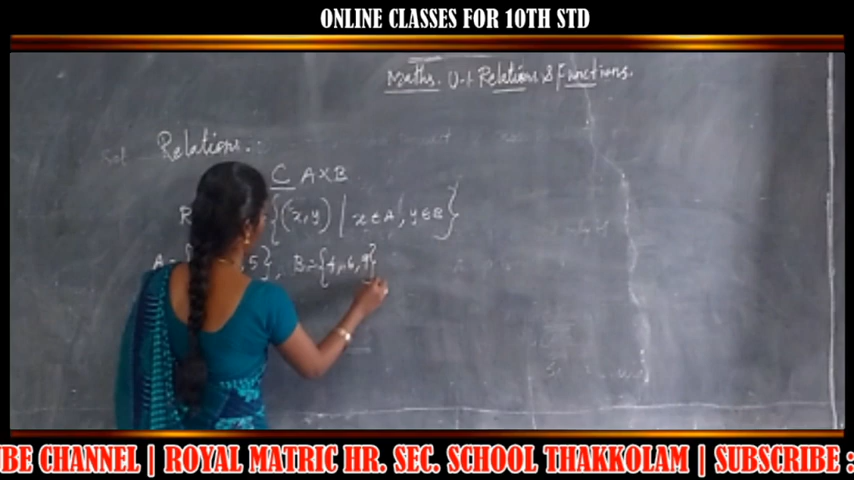 ONLINE CLASSES FOR 10TH STD
Maths. U-1 Relations & Functions.
Relations :
⊆ A×B
R {(x,y) | x∈A, y∈B}
A = { , 5}, B = {4, 6, 9}
BE CHANNEL | ROYAL MATRIC HR. SEC. SCHOOL THAKKOLAM | SUBSCRIBE :